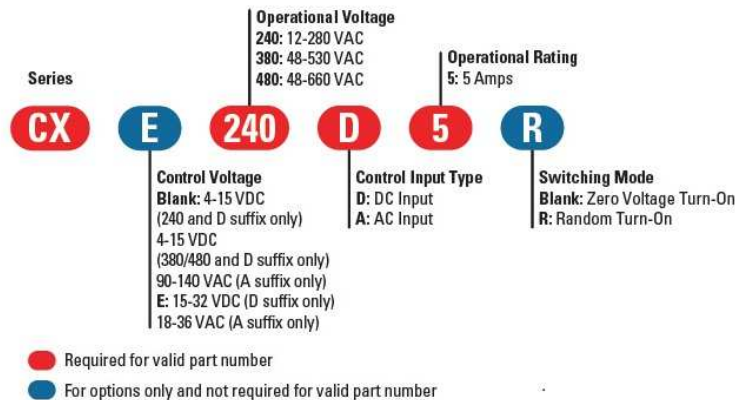 Operational Voltage
240: 12-280 VAC
380: 48-530 VAC
480: 48-660 VAC
Operational Rating
5: 5 Amps
Series
CX E 240 D 5 R
Control Voltage
Blank: 4-15 VDC
(240 and D suffix only)
4-15 VDC
(380/480 and D suffix only)
90-140 VAC (A suffix only)
E: 15-32 VDC (D suffix only)
18-36 VAC (A suffix only)
Control Input Type
D: DC Input
A: AC Input
Switching Mode
Blank: Zero Voltage Turn-On
R: Random Turn-On
Required for valid part number
For options only and not required for valid part number